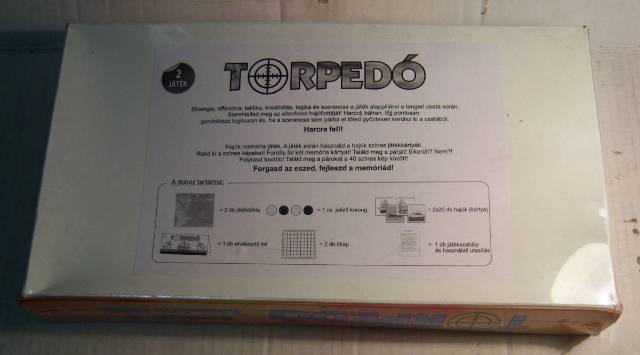 2
JÁTÉK
TORPEDÓ
Stratégia, offenzíva, taktika, kreativitás, logika és szerencse a játék alappillérei a tengeri csata során.
Semmisítsd meg az ellenfeled hajóflottáját! Harcolj bátran, lőj pontosan
gondolkozz logikusan és, ha a szerencse sem pártol el tőled győztesen kerülsz ki a csatából.
Harcra fel!!!
Hajók memória játék. A játék során használd a hajók színes játékkártyáit.
Rakd ki a színes képeket! Fordíts fel két memória kártyát! Találd meg a párját! Sikerült? Nem?!
Folytasd tovább! Találd meg a párokat a 40 színes kép között!
Forgasd az eszed, fejleszd a memóriád!
A doboz tartalma:
= 2 db játéktábla
= 1 cs. jelölő korong
= 2x20 db hajók (kártya)
= 1 db elválasztó fal
= 2 db lőlap
= 1 db játékszabály
és használati utasítás
TORPEDÓ